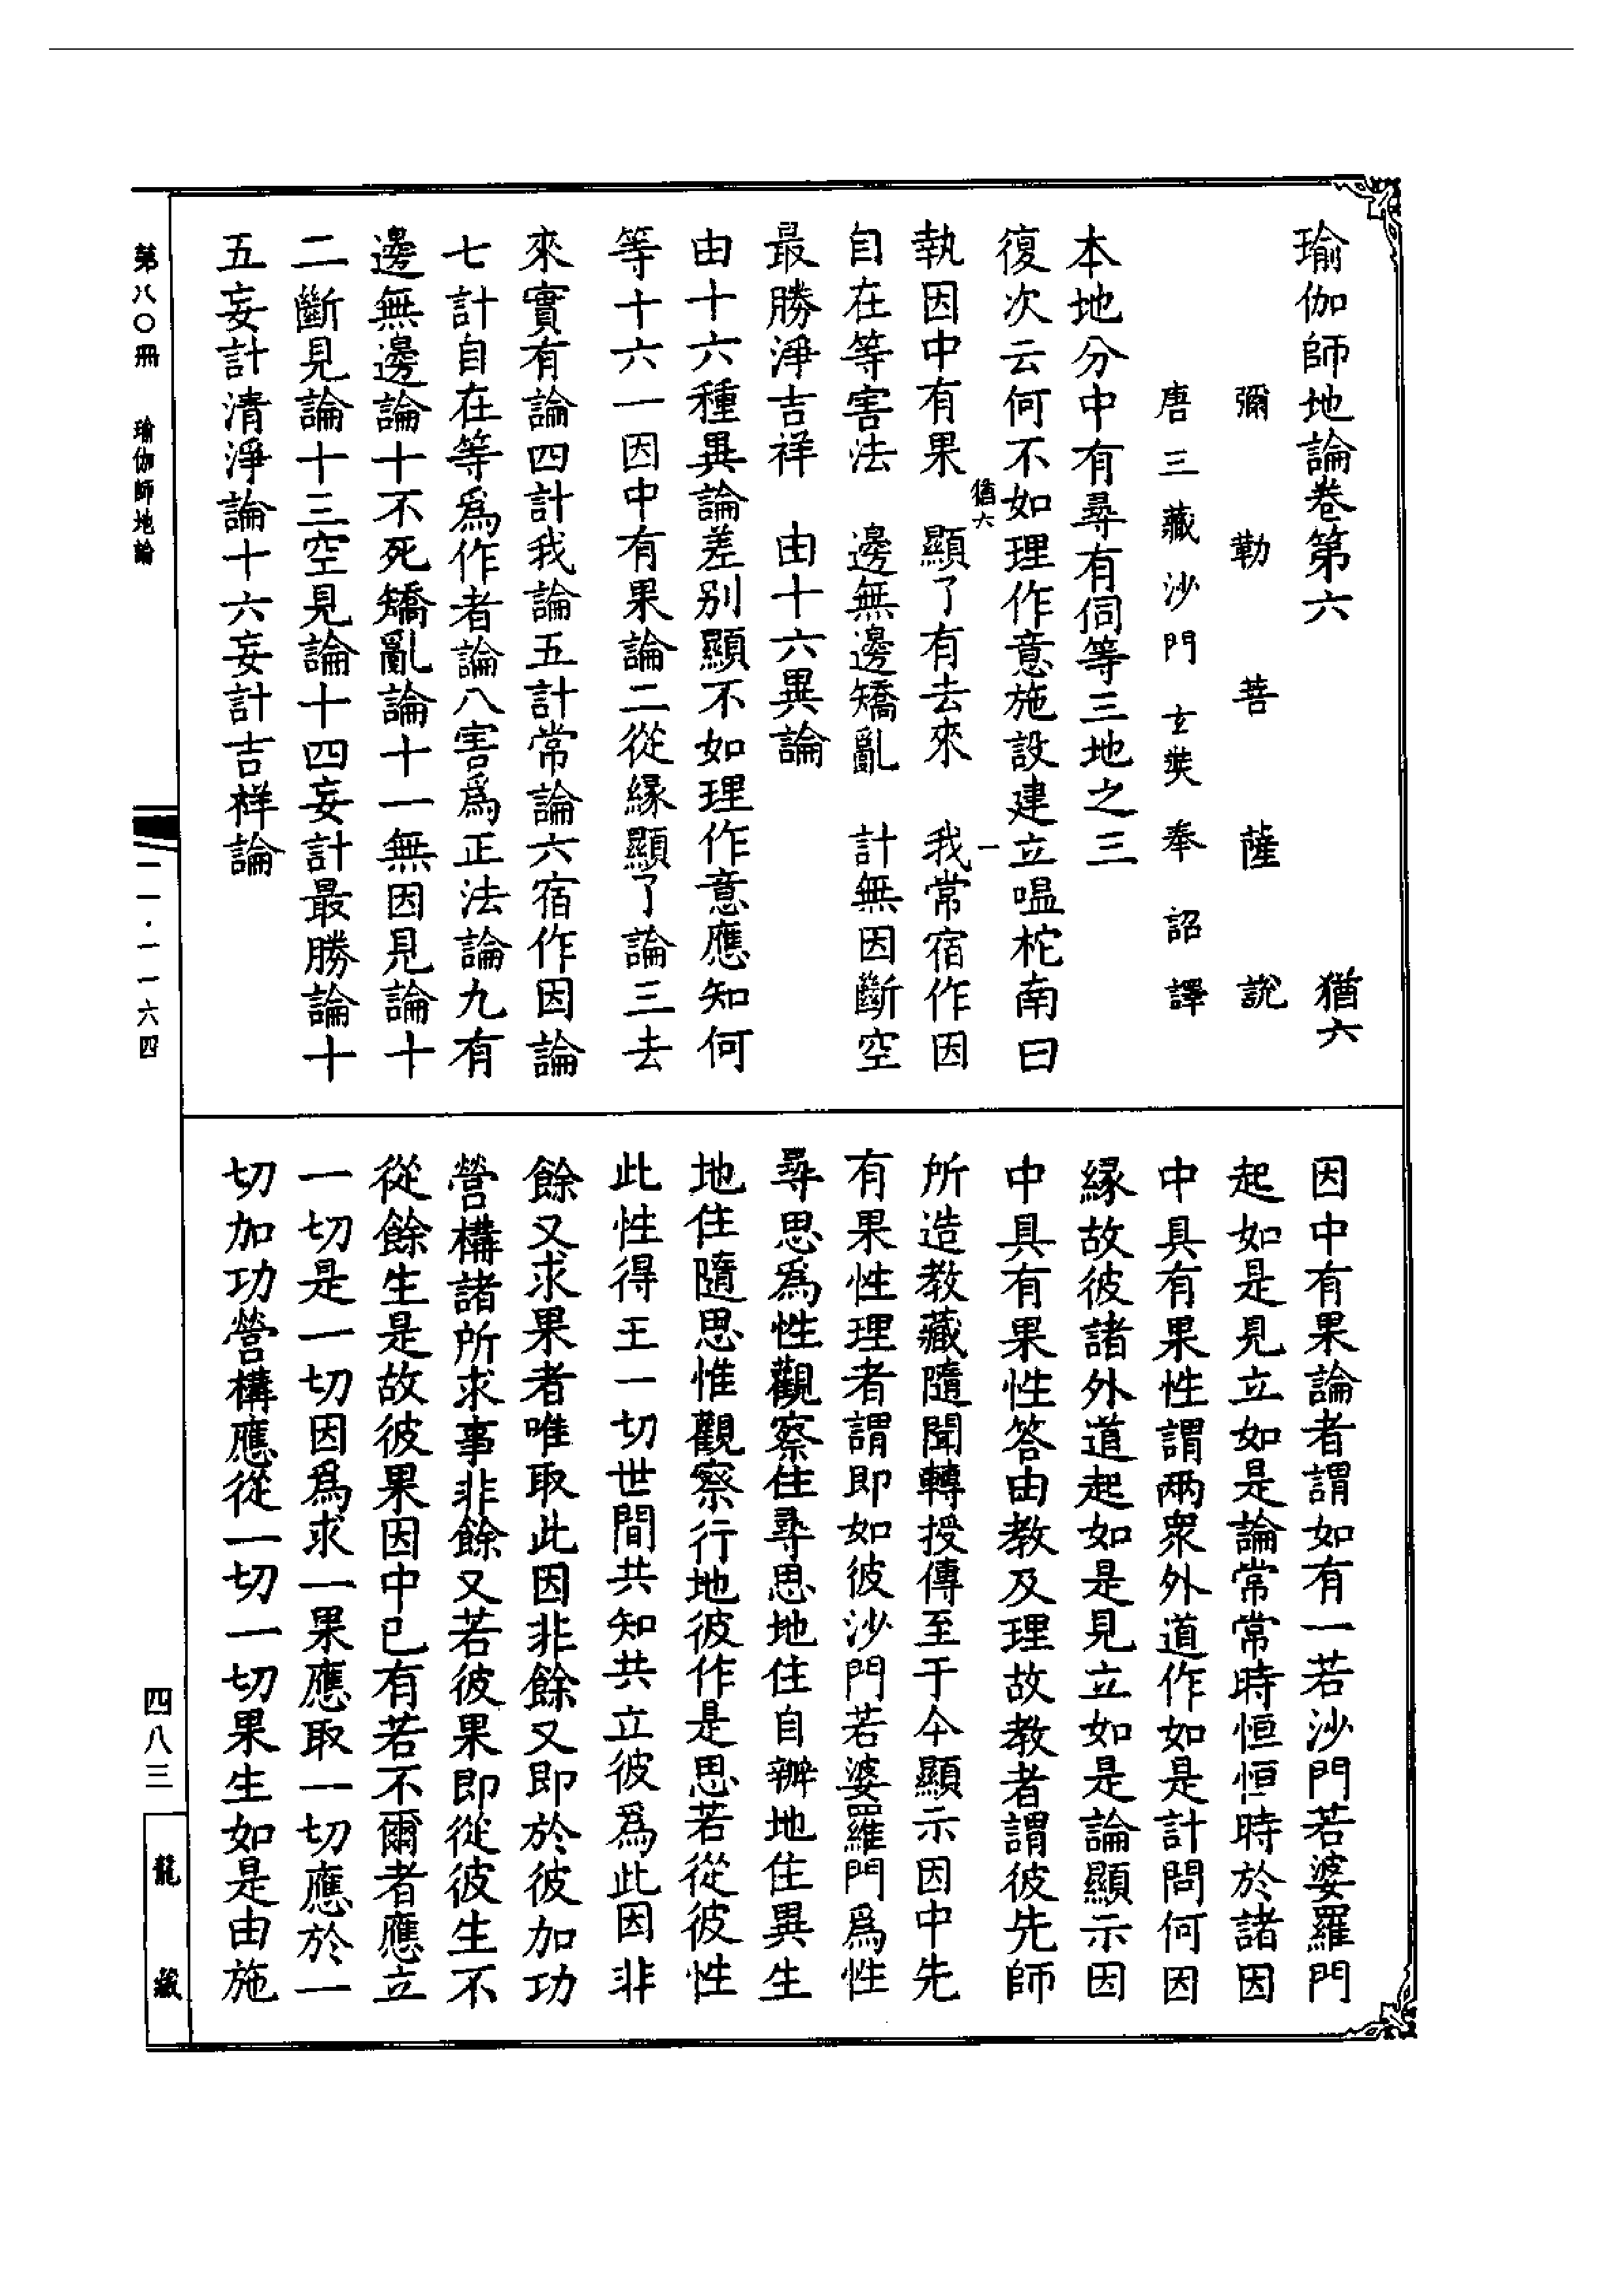 瑜伽師地論卷第六　猶六
彌勒菩薩說
唐三藏沙門玄奘奉詔譯
本地分中有尋有伺等三地之三
復次云何不如理作意施設建立嗢柁南曰
猶六　一
執因中有果　顯了有去來　我常宿作因
自在等害法　邊無邊矯亂　計無因斷空
最勝淨吉祥　由十六異論
由十六種異論差别顯不如理作意應知何
等十六一因中有果論二從緣顯了論三去
來實有論四計我論五計常論六宿作因論
七計自在等爲作者論八害爲正法論九有
邊無邊論十不死矯亂論十一無因見論十
二斷見論十三空見論十四妄計最勝論十
五妄計清淨論十六妄計吉祥論
因中有果論者謂如有一若沙門若婆羅門
起如是見立如是論常常時恒恒時於諸因
中具有果性謂兩衆外道作如是計問何因
緣故彼諸外道起如是見立如是論顯示因
中具有果性答由教及理故教者謂彼先師
所造教藏隨聞轉授傳至于今顯示因中先
有果性理者謂即如彼沙門若婆羅門爲性
尋思爲性觀察住尋思地住自辦地住異生
地住隨思惟觀察行地彼作是思若從彼性
此性得王一切世間共知共立彼爲此因非
餘又求果者唯取此因非餘又即於彼加功
營構諸所求事非餘又若彼果即從彼生不
從餘生是故彼果因中已有若不爾者應立
一切是一切因爲求一果應取一切應於一
切加功營構應從一切一切果生如是由施
第八〇冊　瑜伽師地論
一一·一一六四
四八三
龍藏